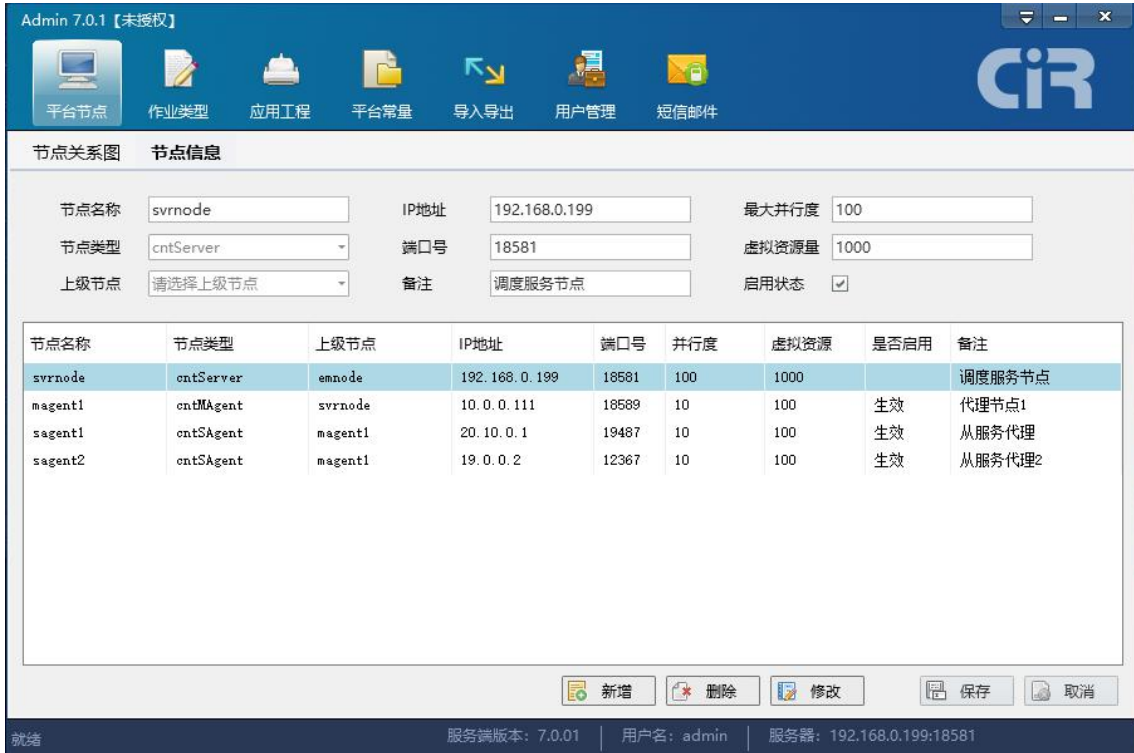 Admin 7.0.1【未授权】
平台节点 作业类型 应用工程 平台常量 导入导出 用户管理 短信邮件 CiR
节点关系图 节点信息
节点名称 svrnode IP地址 192.168.0.199 最大并行度 100
节点类型 cntServer 端口号 18581 虚拟资源量 1000
上级节点 请选择上级节点 备注 调度服务节点 启用状态
节点名称 节点类型 上级节点 IP地址 端口号 并行度 虚拟资源 是否启用 备注
svrnode cntServer emnode 192.168.0.199 18581 100 1000 调度服务节点
magent1 cntMAgent svrnode 10.0.0.111 18589 10 100 生效 代理节点1
sagent1 cntSAgent magent1 20.10.0.1 19487 10 100 生效 从服务代理
sagent2 cntSAgent magent1 19.0.0.2 12367 10 100 生效 从服务代理2
新增 删除 修改 保存 取消
就绪 服务端版本：7.0.01 用户名：admin 服务器：192.168.0.199:18581